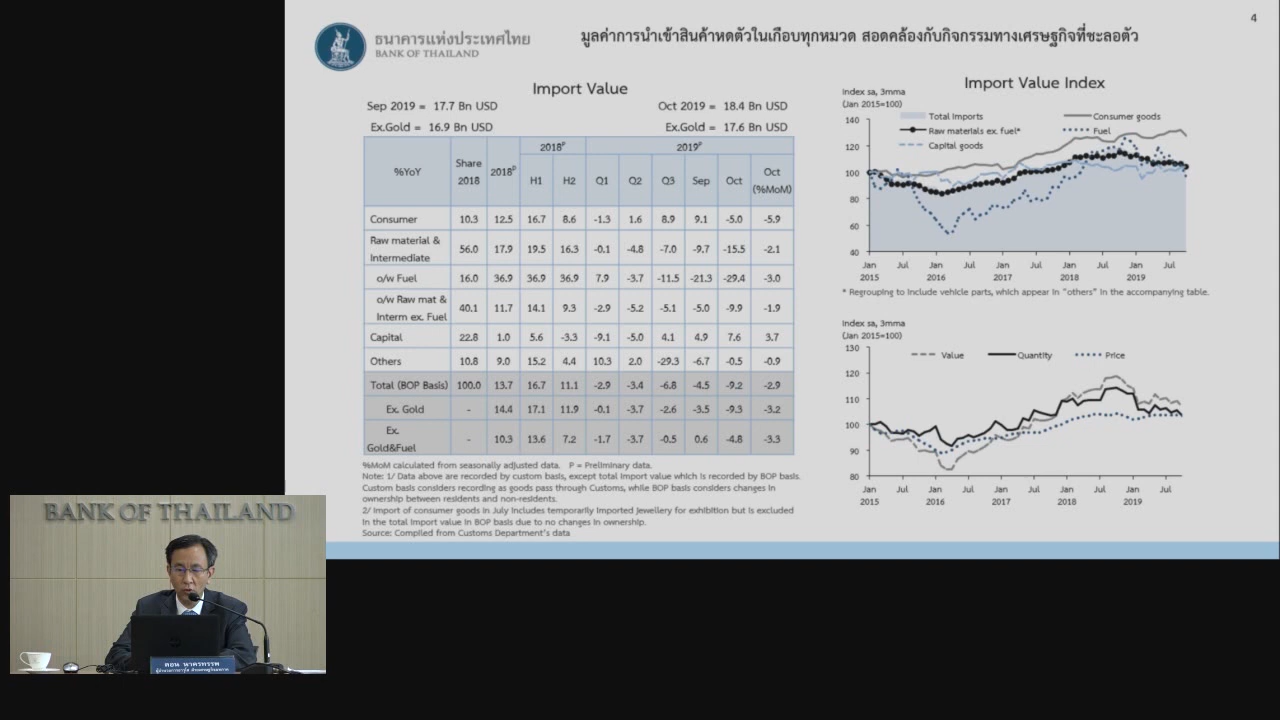 4
ธนาคารแห่งประเทศไทย
BANK OF THAILAND
มูลค่าการนำเข้าสินค้าหดตัวในเกือบทุกหมวด สอดคล้องกับกิจกรรมทางเศรษฐกิจที่ชะลอตัว
Import Value
Sep 2019 = 17.7 Bn USD Oct 2019 = 18.4 Bn USD
Ex.Gold = 16.9 Bn USD Ex.Gold = 17.6 Bn USD
%YoY Share 2018 2018ᴾ 2018ᴾ 2019ᴾ
H1 H2 Q1 Q2 Q3 Sep Oct Oct (%MoM)
Consumer 10.3 12.5 16.7 8.6 -1.3 1.6 8.9 9.1 -5.0 -5.9
Raw material & Intermediate 56.0 17.9 19.5 16.3 -0.1 -4.8 -7.0 -9.7 -15.5 -2.1
o/w Fuel 16.0 36.9 36.9 36.9 7.9 -3.7 -11.5 -21.3 -29.4 -3.0
o/w Raw mat & Interm ex. Fuel 40.1 11.7 14.1 9.3 -2.9 -5.2 -5.1 -5.0 -9.9 -1.9
Capital 22.8 1.0 5.6 -3.3 -9.1 -5.0 4.1 4.9 7.6 3.7
Others 10.8 9.0 15.2 4.4 10.3 2.0 -29.3 -6.7 -0.5 -0.9
Total (BOP Basis) 100.0 13.7 16.7 11.1 -2.9 -3.4 -6.8 -4.5 -9.2 -2.9
Ex. Gold - 14.4 17.1 11.9 -0.1 -3.7 -2.6 -3.5 -9.3 -3.2
Ex. Gold&Fuel - 10.3 13.6 7.2 -1.7 -3.7 -0.5 0.6 -4.8 -3.3
%MoM calculated from seasonally adjusted data. P = Preliminary data.
Note: 1/ Data above are recorded by custom basis, except total import value which is recorded by BOP basis.
Custom basis considers recording as goods pass through Customs, while BOP basis considers changes in
ownership between residents and non-residents.
2/ Import of consumer goods in July includes temporarily imported jewellery for exhibition but is excluded
in the total import value in BOP basis due to no changes in ownership.
Source: Compiled from Customs Department's data
Import Value Index
Index sa, 3mma
(Jan 2015=100)
Total Imports Consumer goods
Raw materials ex. fuel* Fuel
Capital goods
140
120
100
80
60
40
Jan Jul Jan Jul Jan Jul Jan Jul Jan Jul
2015 2016 2017 2018 2019
* Regrouping to include vehicle parts, which appear in "others" in the accompanying table.
Index sa, 3mma
(Jan 2015=100)
Value Quantity Price
130
120
110
100
90
80
Jan Jul Jan Jul Jan Jul Jan Jul Jan Jul
2015 2016 2017 2018 2019
BANK OF THAILAND
ดอน นาครทรรพ